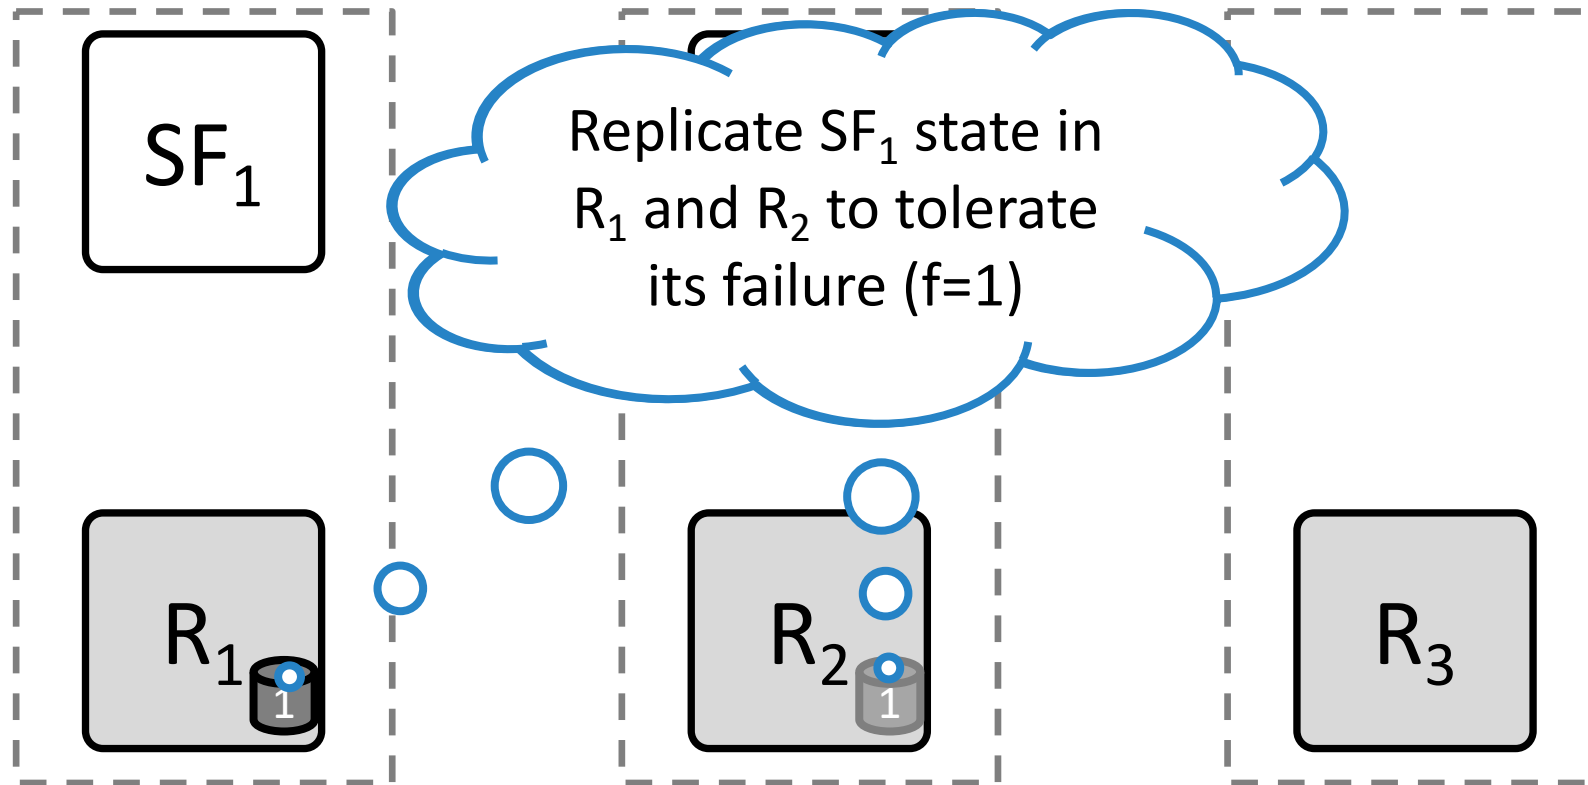 SF₁
Replicate SF₁ state in
R₁ and R₂ to tolerate
its failure (f=1)
R₁
1
R₂
1
R₃